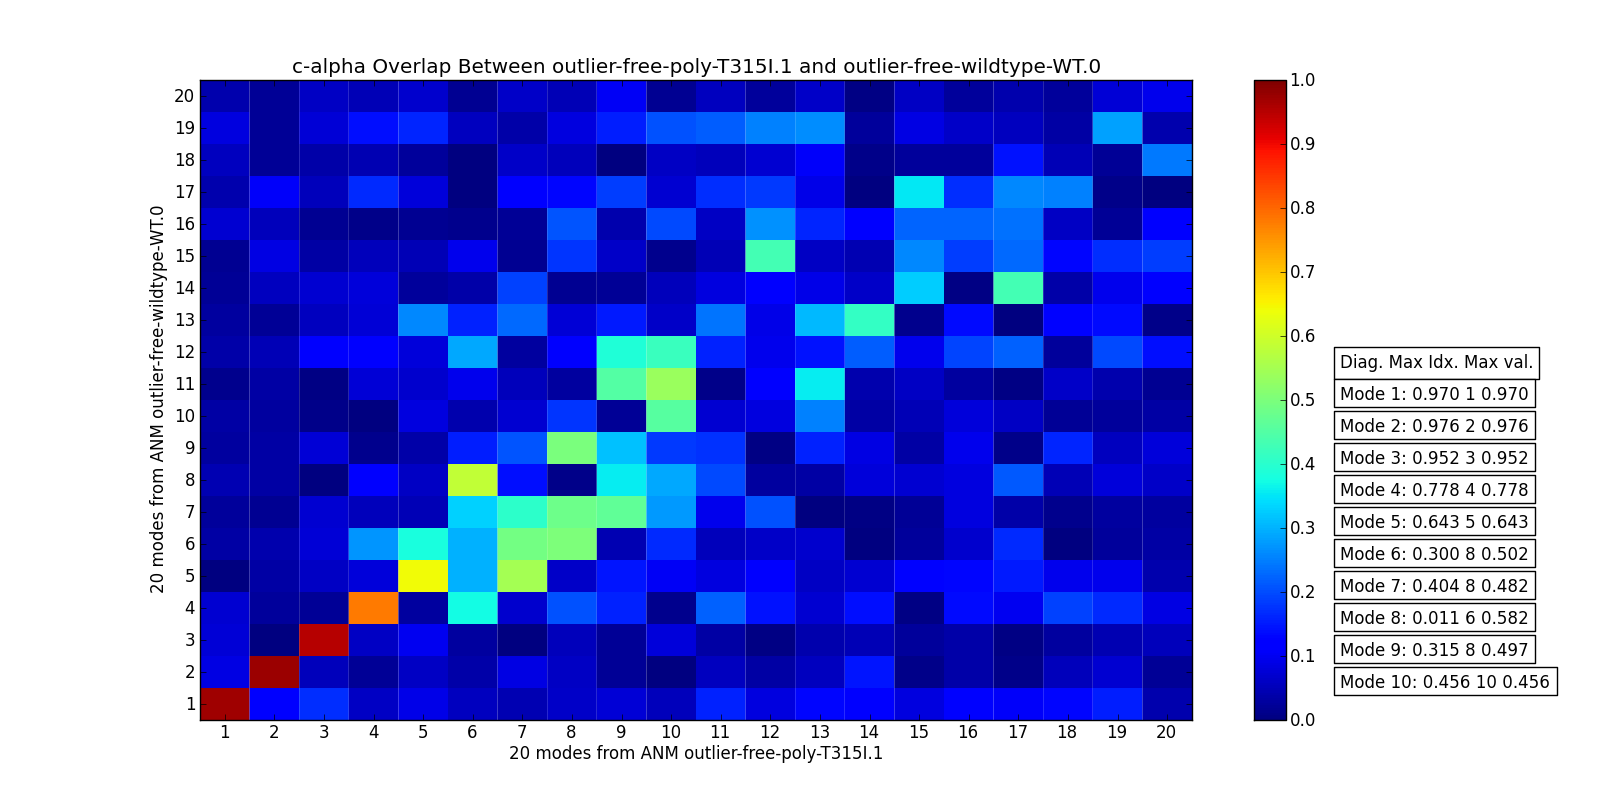 c-alpha Overlap Between outlier-free-poly-T315I.1 and outlier-free-wildtype-WT.0
20 modes from ANM outlier-free-wildtype-WT.0
20
19
18
17
16
15
14
13
12
11
10
9
8
7
6
5
4
3
2
1
1 2 3 4 5 6 7 8 9 10 11 12 13 14 15 16 17 18 19 20
20 modes from ANM outlier-free-poly-T315I.1
1.0
0.9
0.8
0.7
0.6
0.5
0.4
0.3
0.2
0.1
0.0
Diag. Max Idx. Max val.
Mode 1: 0.970 1 0.970
Mode 2: 0.976 2 0.976
Mode 3: 0.952 3 0.952
Mode 4: 0.778 4 0.778
Mode 5: 0.643 5 0.643
Mode 6: 0.300 8 0.502
Mode 7: 0.404 8 0.482
Mode 8: 0.011 6 0.582
Mode 9: 0.315 8 0.497
Mode 10: 0.456 10 0.456